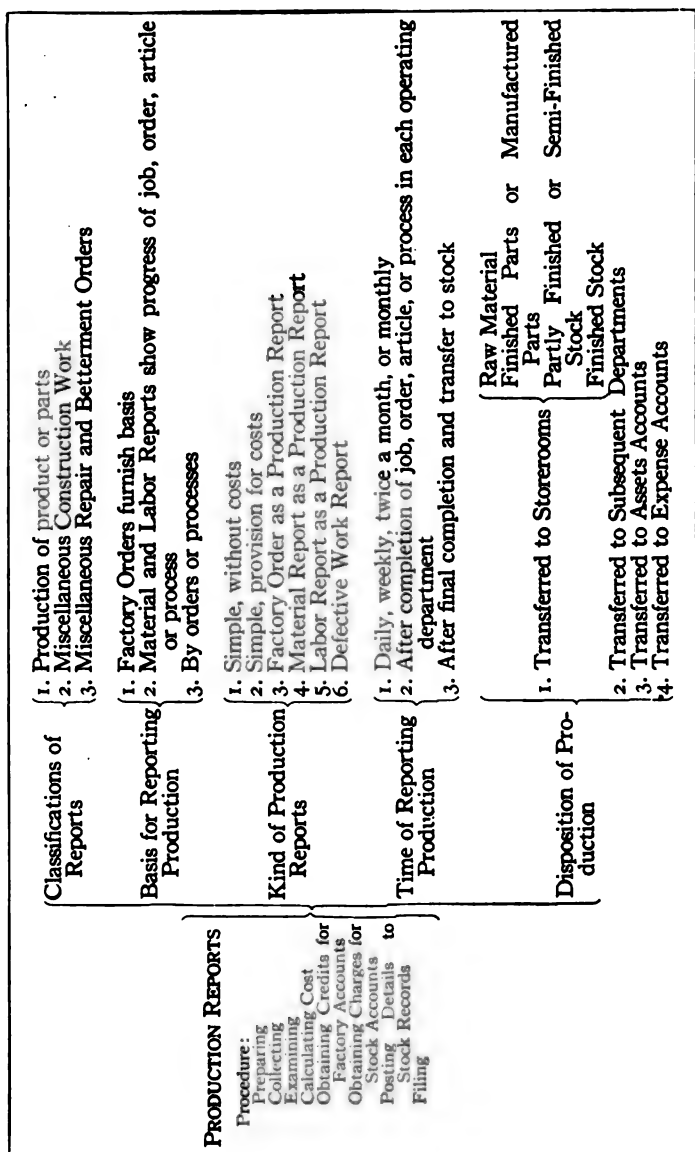 PRODUCTION REPORTS
Procedure:
Preparing
Collecting
Examining
Calculating Cost
Obtaining Credits for
Factory Accounts
Obtaining Charges for
Stock Accounts
Posting Details to
Stock Records
Filing
Classifications of
Reports
1. Production of product or parts
2. Miscellaneous Construction Work
3. Miscellaneous Repair and Betterment Orders
Basis for Reporting
Production
1. Factory Orders furnish basis
2. Material and Labor Reports show progress of job, order, article
or process
3. By orders or processes
Kind of Production
Reports
1. Simple, without costs
2. Simple, provision for costs
3. Factory Order as a Production Report
4. Material Report as a Production Report
5. Labor Report as a Production Report
6. Defective Work Report
Time of Reporting
Production
1. Daily, weekly, twice a month, or monthly
2. After completion of job, order, article, or process in each operating
department
3. After final completion and transfer to stock
Disposition of Pro-
duction
1. Transferred to Storerooms
Raw Material
Finished Parts or Manufactured
Parts
Partly Finished or Semi-Finished
Stock
Finished Stock
2. Transferred to Subsequent Departments
3. Transferred to Assets Accounts
4. Transferred to Expense Accounts